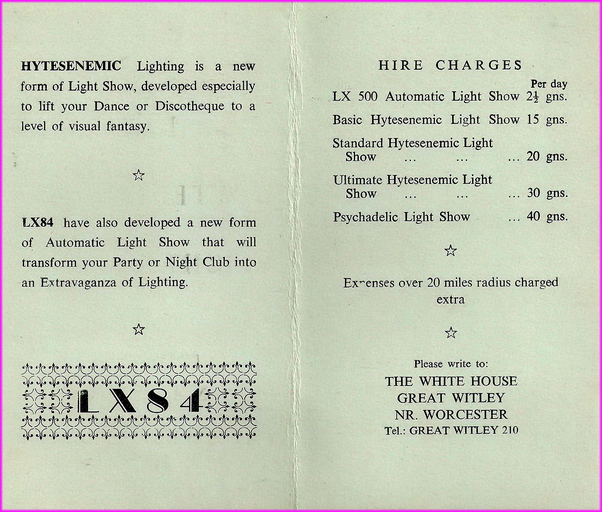 HYTESENEMIC Lighting is a new
form of Light Show, developed especially
to lift your Dance or Discotheque to a
level of visual fantasy.
LX84 have also developed a new form
of Automatic Light Show that will
transform your Party or Night Club into
an Extravaganza of Lighting.
LX84
HIRE CHARGES
Per day
LX 500 Automatic Light Show 2½ gns.
Basic Hytesenemic Light Show 15 gns.
Standard Hytesenemic Light
Show ... ... ... 20 gns.
Ultimate Hytesenemic Light
Show ... ... ... 30 gns.
Psychadelic Light Show ... 40 gns.
Expenses over 20 miles radius charged
extra
Please write to:
THE WHITE HOUSE
GREAT WITLEY
NR. WORCESTER
Tel.: GREAT WITLEY 210